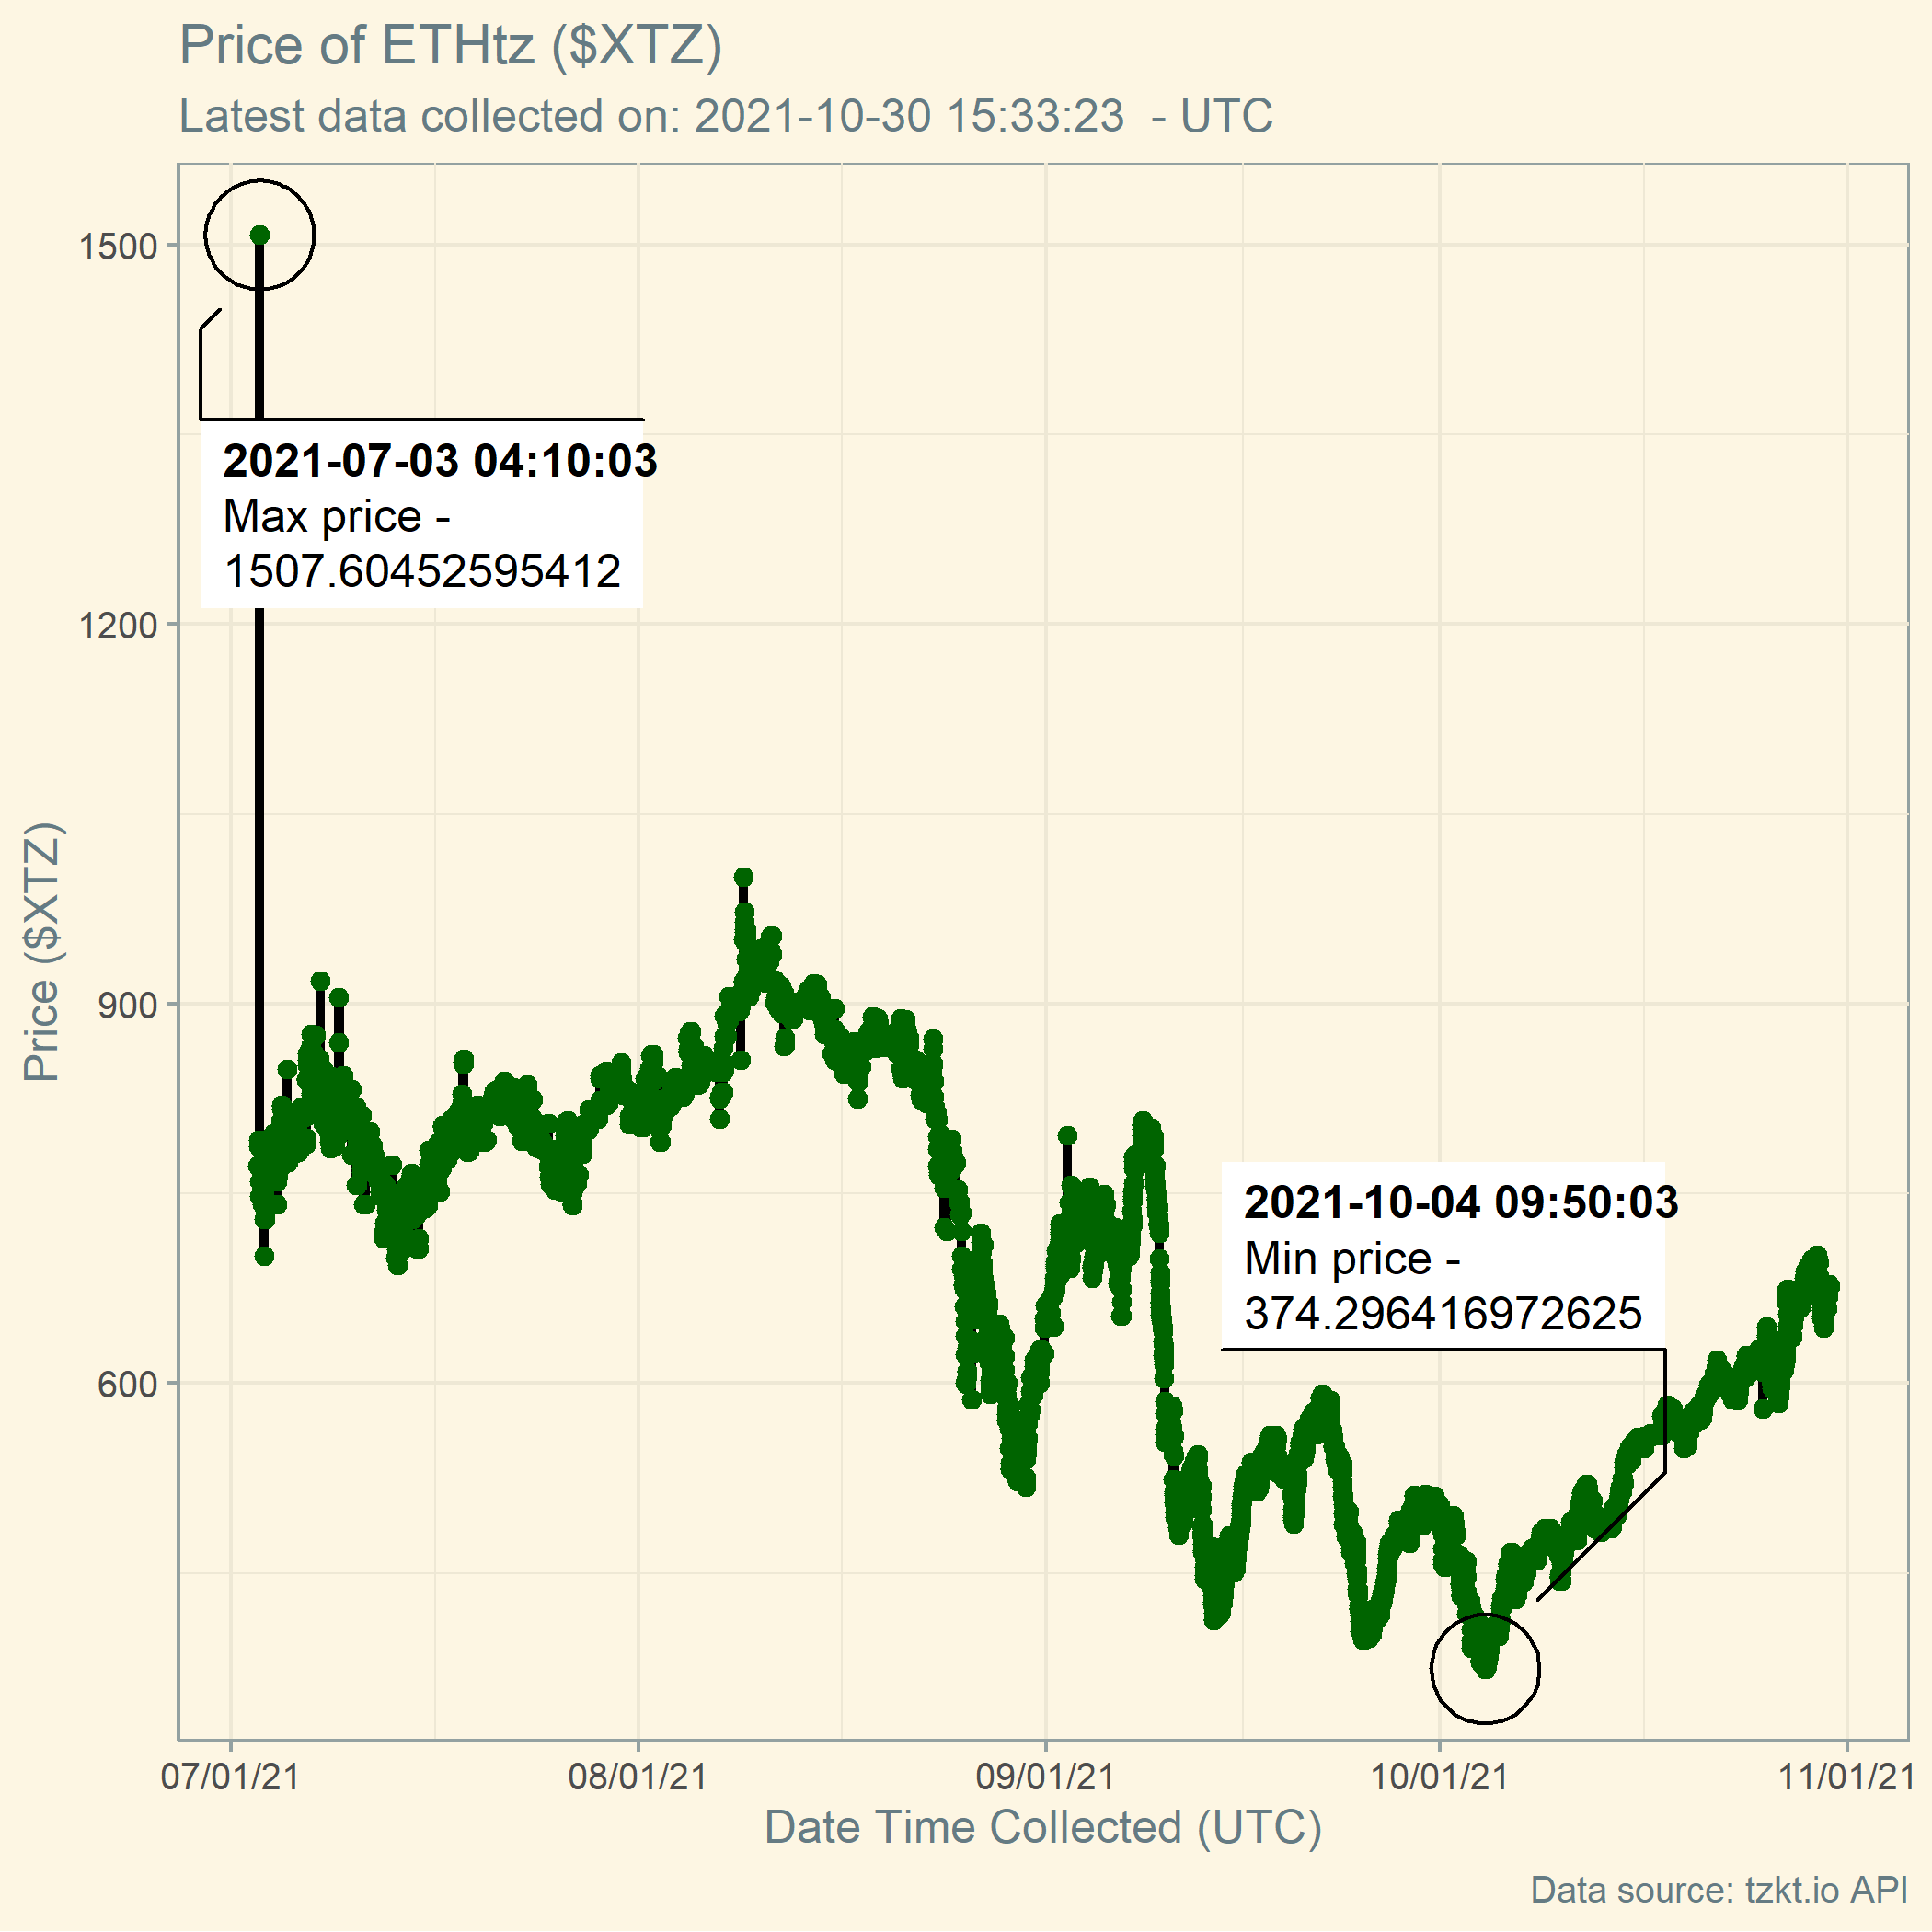 Price of ETHtz ($XTZ)
Latest data collected on: 2021-10-30 15:33:23  - UTC
1500
1200
900
600
Price ($XTZ)
2021-07-03 04:10:03
Max price -
1507.60452595412
2021-10-04 09:50:03
Min price -
374.296416972625
07/01/21
08/01/21
09/01/21
10/01/21
11/01/21
Date Time Collected (UTC)
Data source: tzkt.io API